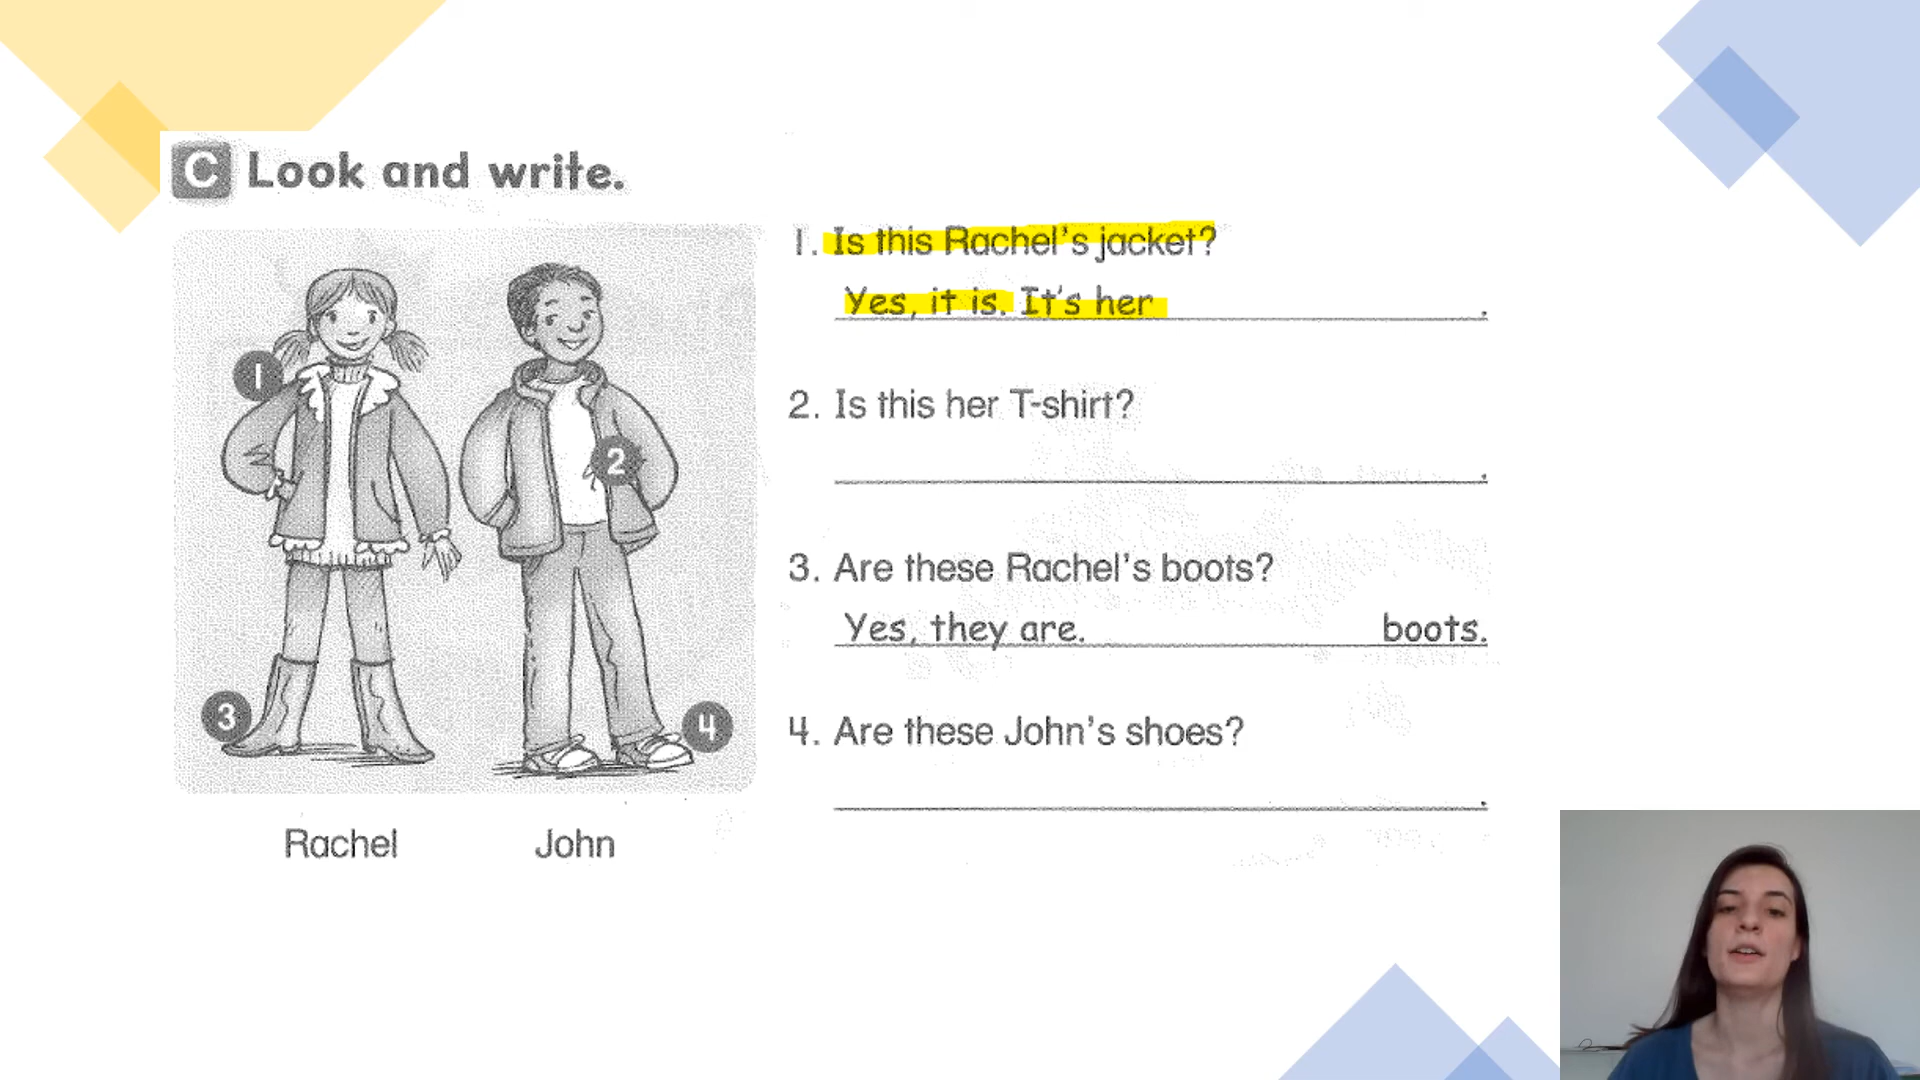 C Look and write.
1. Is this Rachel's jacket?
Yes, it is. It's her .
2. Is this her T-shirt?
.
3. Are these Rachel's boots?
Yes, they are. boots.
4. Are these John's shoes?
.
1
2
3
4
Rachel John